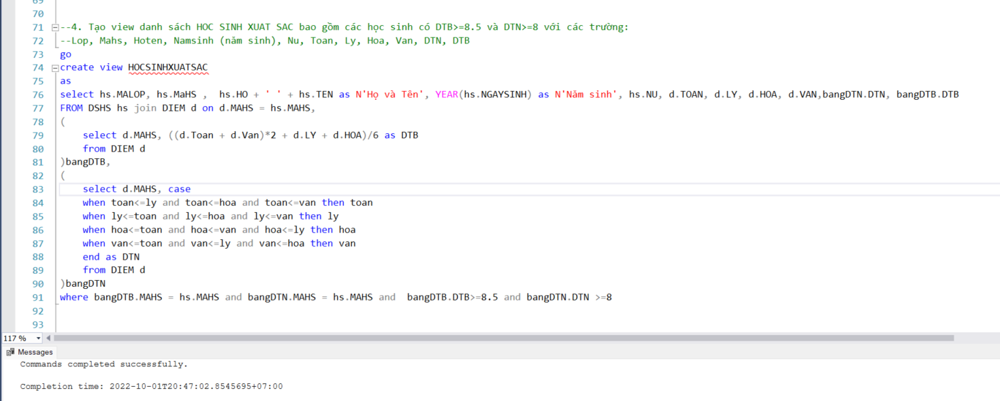 69
70
71 --4. Tạo view danh sách HOC SINH XUAT SAC bao gồm các học sinh có DTB>=8.5 và DTN>=8 với các trường:
72 --Lop, Mahs, Hoten, Namsinh (năm sinh), Nu, Toan, Ly, Hoa, Van, DTN, DTB
73 go
74 create view HOCSINHXUATSAC
75 as
76 select hs.MALOP, hs.MaHS ,  hs.HO + ' ' + hs.TEN as N'Họ và Tên', YEAR(hs.NGAYSINH) as N'Năm sinh', hs.NU, d.TOAN, d.LY, d.HOA, d.VAN,bangDTN.DTN, bangDTB.DTB
77 FROM DSHS hs join DIEM d on d.MAHS = hs.MAHS,
78 (
79     select d.MAHS, ((d.Toan + d.Van)*2 + d.LY + d.HOA)/6 as DTB
80     from DIEM d
81 )bangDTB,
82 (
83     select d.MAHS, case
84     when toan<=ly and toan<=hoa and toan<=van then toan
85     when ly<=toan and ly<=hoa and ly<=van then ly
86     when hoa<=toan and hoa<=van and hoa<=ly then hoa
87     when van<=toan and van<=ly and van<=hoa then van
88     end as DTN
89     from DIEM d
90 )bangDTN
91 where bangDTB.MAHS = hs.MAHS and bangDTN.MAHS = hs.MAHS and  bangDTB.DTB>=8.5 and bangDTN.DTN >=8
92
93
117 %
Messages
Commands completed successfully.
Completion time: 2022-10-01T20:47:02.8545695+07:00